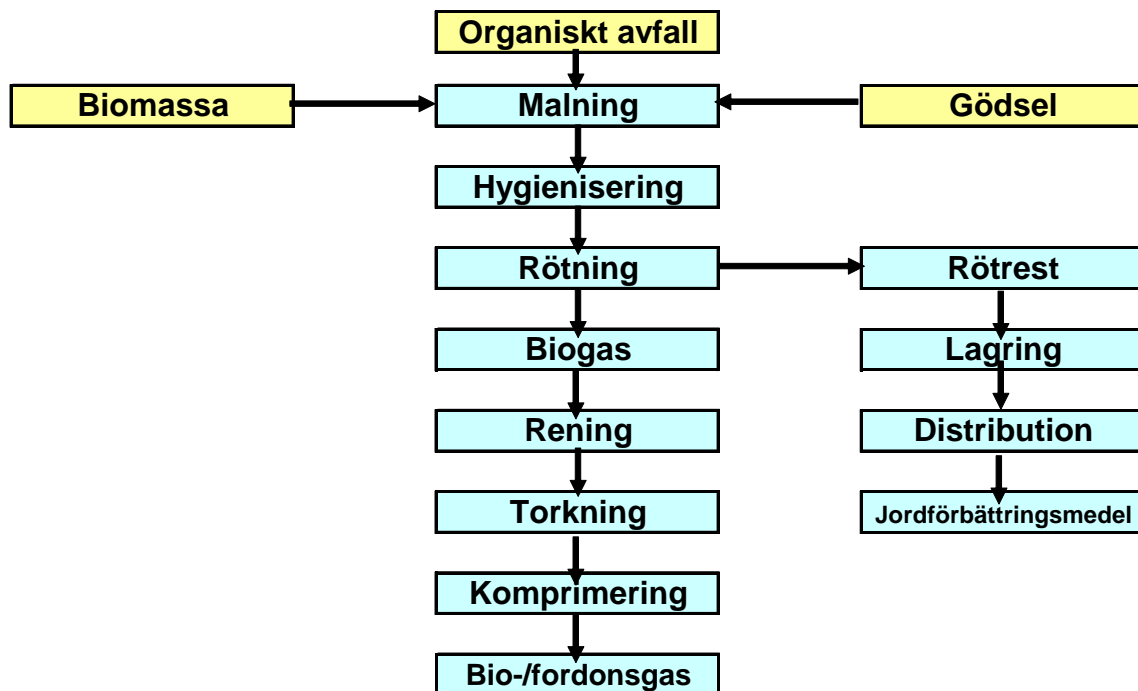 Organiskt avfall
Biomassa
Malning
Gödsel
Hygienisering
Rötning
Rötrest
Biogas
Lagring
Rening
Distribution
Torkning
Jordförbättringsmedel
Komprimering
Bio-/fordonsgas